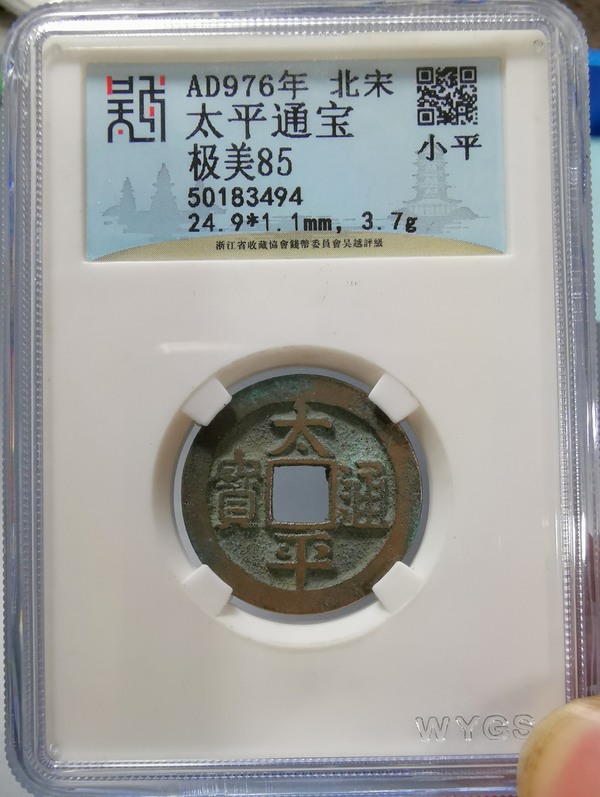 AD976年 北宋
太平通宝
极美85
小平
50183494
24.9*1.1mm, 3.7g
浙江省收藏協會錢幣委員會吴越評級
太
寶 通
平
WYGS